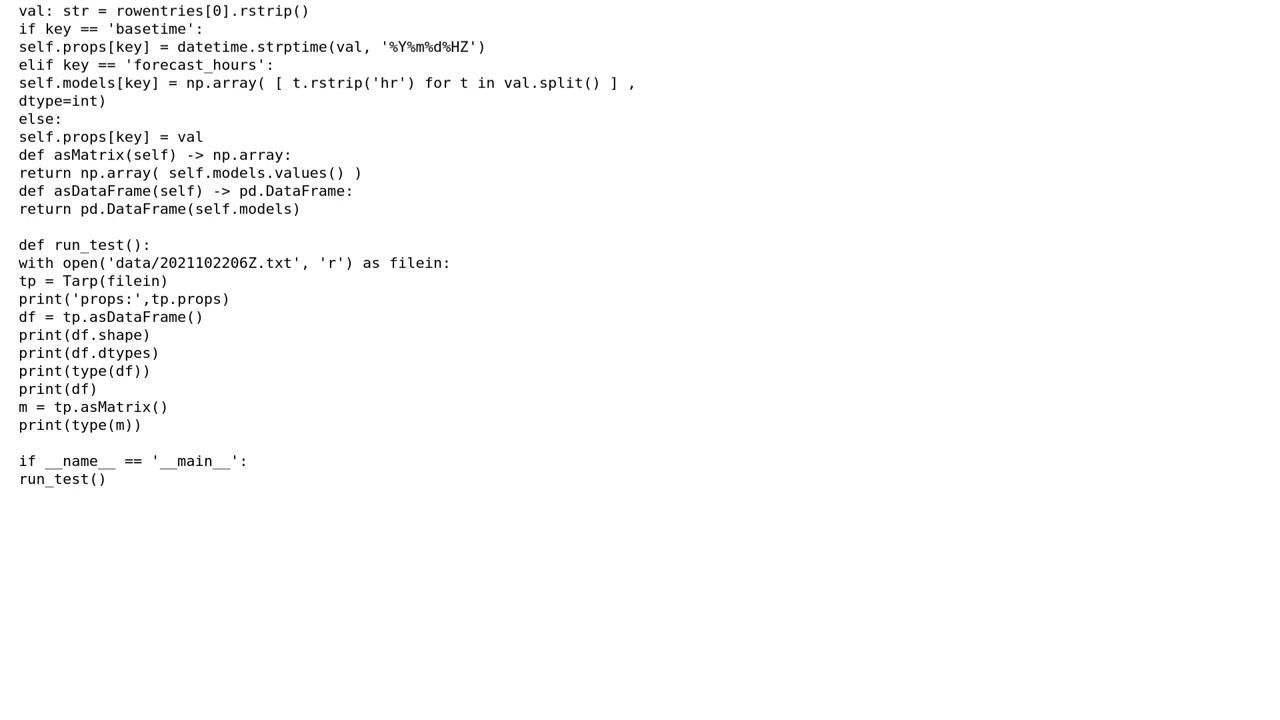 val: str = rowentries[0].rstrip()
if key == 'basetime':
self.props[key] = datetime.strptime(val, '%Y%m%d%HZ')
elif key == 'forecast_hours':
self.models[key] = np.array( [ t.rstrip('hr') for t in val.split() ] ,
dtype=int)
else:
self.props[key] = val
def asMatrix(self) -> np.array:
return np.array( self.models.values() )
def asDataFrame(self) -> pd.DataFrame:
return pd.DataFrame(self.models)

def run_test():
with open('data/2021102206Z.txt', 'r') as filein:
tp = Tarp(filein)
print('props:',tp.props)
df = tp.asDataFrame()
print(df.shape)
print(df.dtypes)
print(type(df))
print(df)
m = tp.asMatrix()
print(type(m))

if __name__ == '__main__':
run_test()